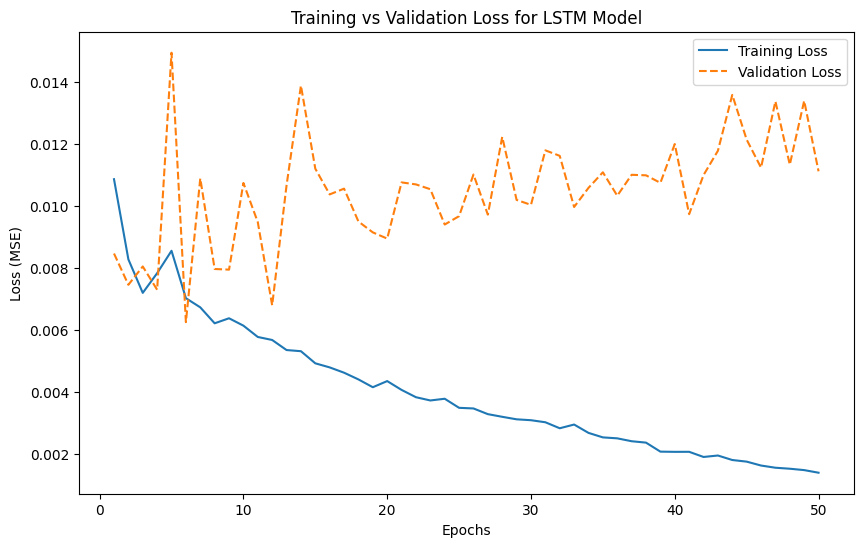 Training vs Validation Loss for LSTM Model
Training Loss
Validation Loss
0.014
0.012
0.010
0.008
0.006
0.004
0.002
Loss (MSE)
0 10 20 30 40 50
Epochs